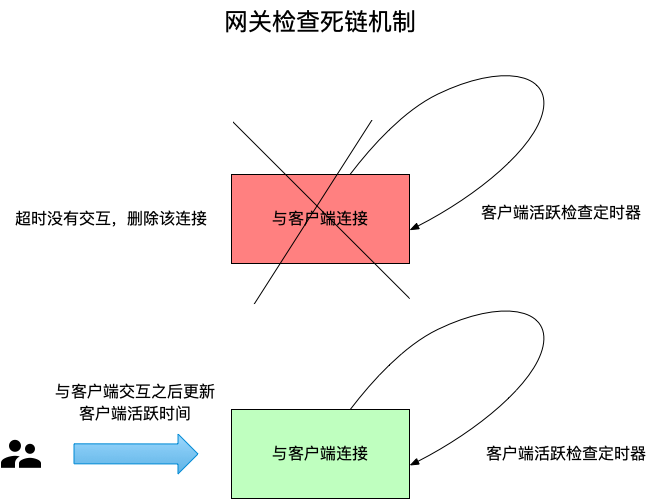 网关检查死链机制
超时没有交互，删除该连接
与客户端连接
客户端活跃检查定时器
与客户端交互之后更新
客户端活跃时间
与客户端连接
客户端活跃检查定时器